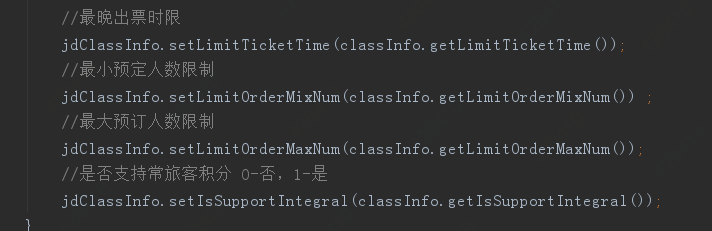 //最晚出票时限
jdClassInfo.setLimitTicketTime(classInfo.getLimitTicketTime());
//最小预定人数限制
jdClassInfo.setLimitOrderMixNum(classInfo.getLimitOrderMixNum()) ;
//最大预订人数限制
jdClassInfo.setLimitOrderMaxNum(classInfo.getLimitOrderMaxNum());
//是否支持常旅客积分 0-否，1-是
jdClassInfo.setIsSupportIntegral(classInfo.getIsSupportIntegral());
}